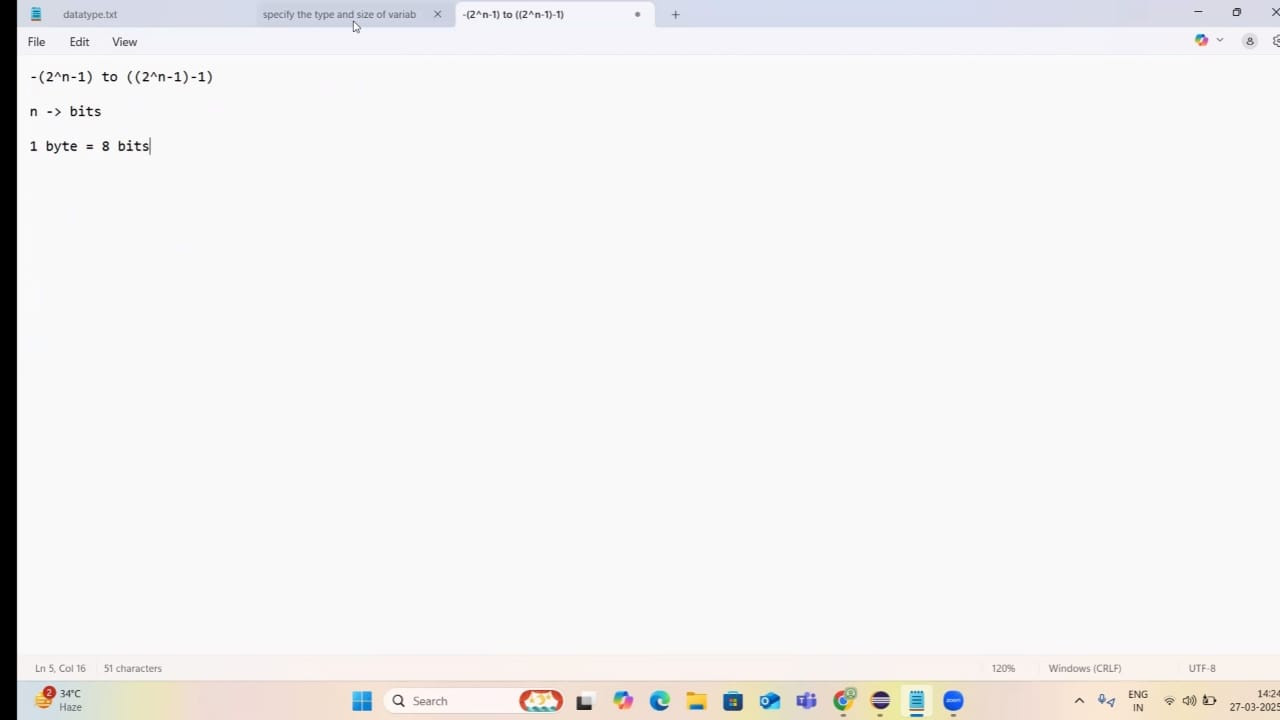 datatype.txt
specify the type and size of variab
-(2^n-1) to ((2^n-1)-1)
File Edit View
-(2^n-1) to ((2^n-1)-1)
n -> bits
1 byte = 8 bits
Ln 5, Col 16
51 characters
120%
Windows (CRLF)
UTF-8
2
34°C
Haze
Search
zoom
ENG
IN
14:24
27-03-2025